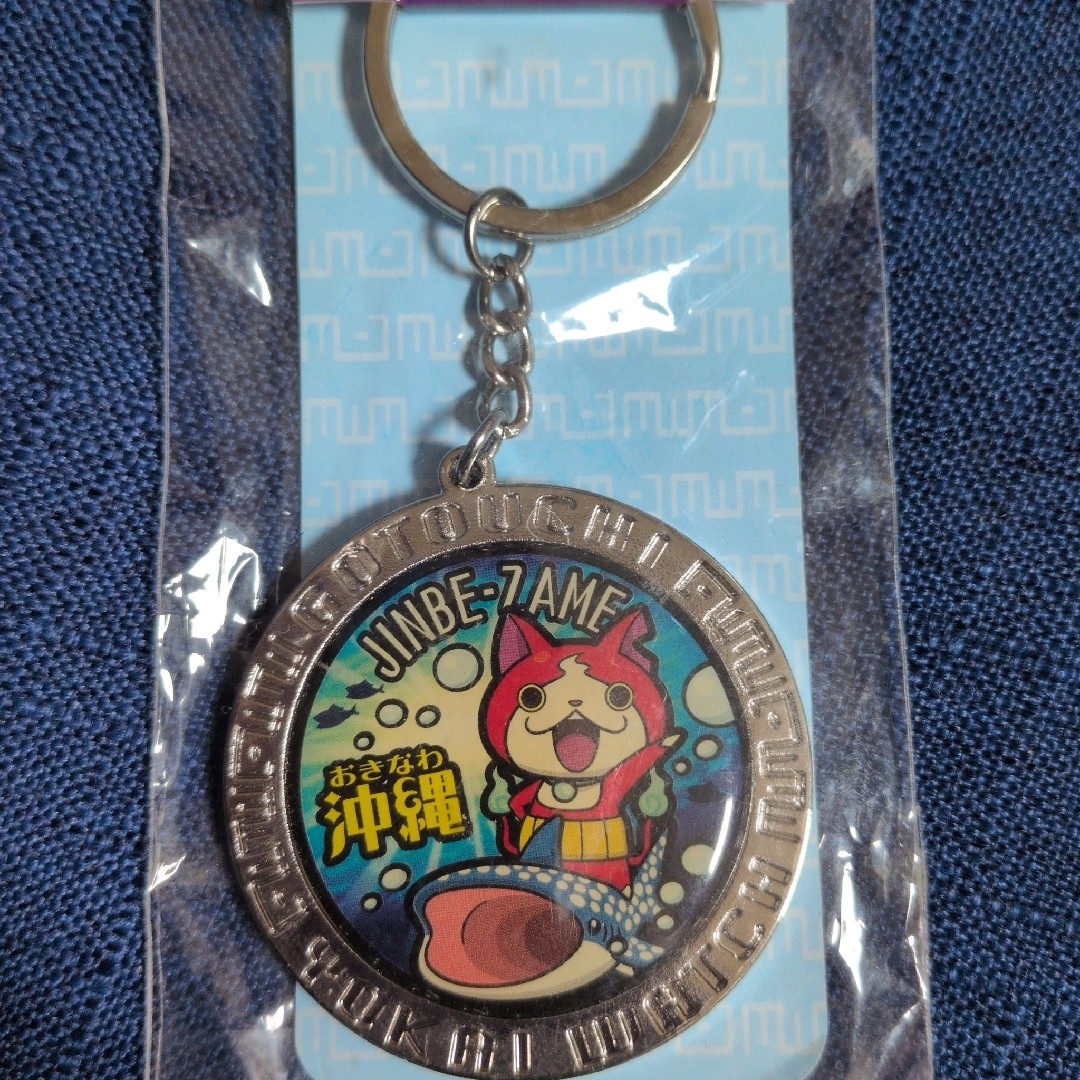 GOTOUCHI
JINBE-ZAME
おきなわ
沖縄
YOKAI WATCH